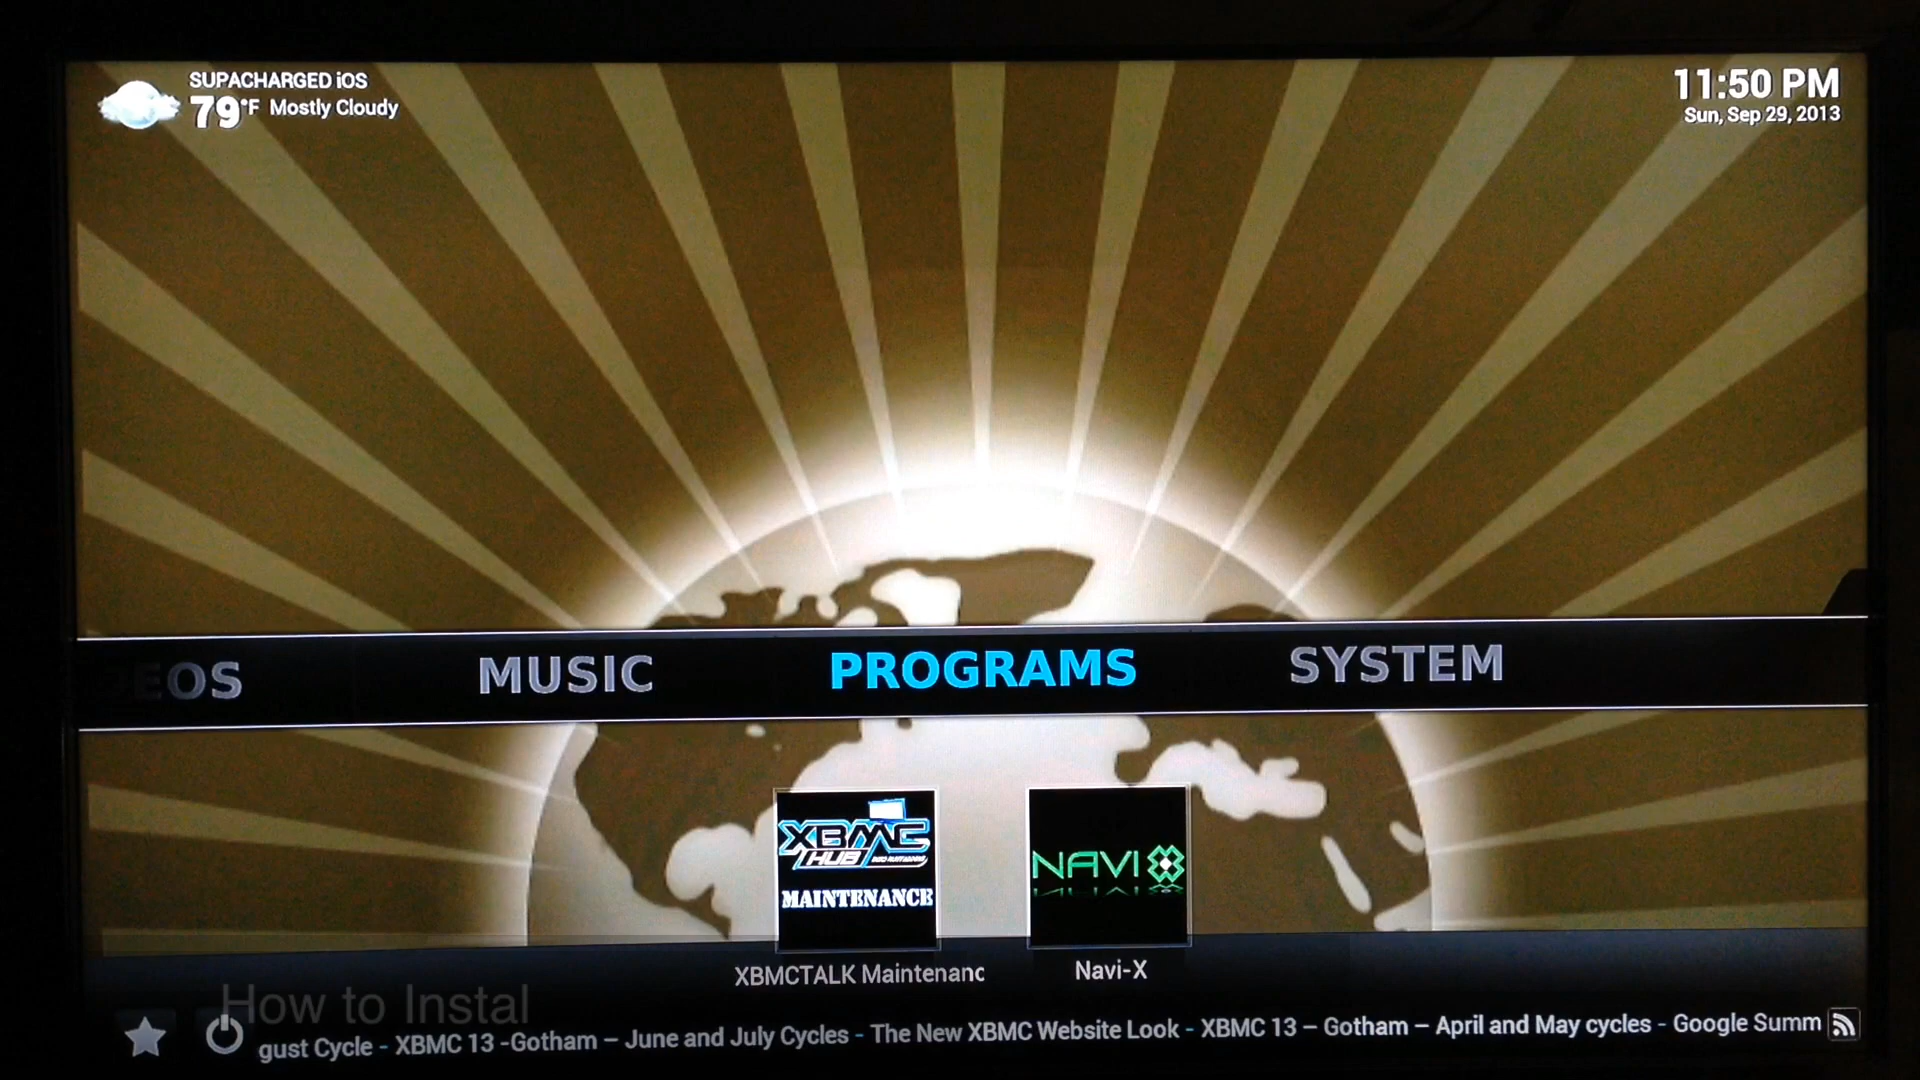 SUPACHARGED iOS
79°F Mostly Cloudy
11:50 PM
Sun, Sep 29, 2013
EOS
MUSIC
PROGRAMS
SYSTEM
XBMC
HUB
MAINTENANCE
NAVI X
XBMCTALK Maintenanc
Navi-X
How to Instal
gust Cycle - XBMC 13 -Gotham – June and July Cycles - The New XBMC Website Look - XBMC 13 – Gotham – April and May cycles - Google Summ